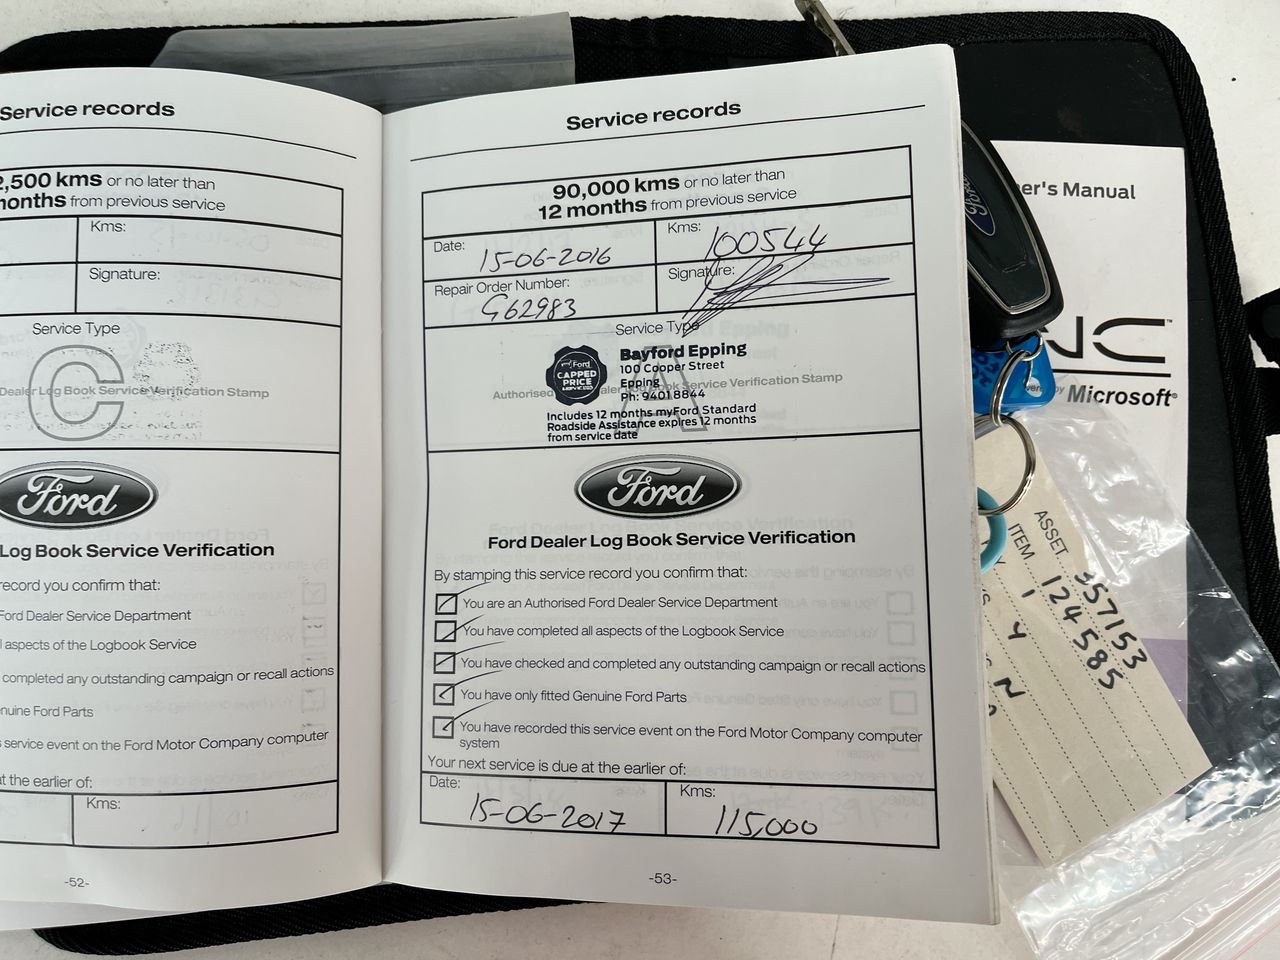 Service records
2,500 kms or no later than
months from previous service
Kms:
Signature:
Service Type
C
Dealer Log Book Service Verification Stamp
Ford
Log Book Service Verification
record you confirm that:
Ford Dealer Service Department
aspects of the Logbook Service
completed any outstanding campaign or recall actions
nuine Ford Parts
service event on the Ford Motor Company computer
at the earlier of:
Kms:
-52-
Service records
90,000 kms or no later than
12 months from previous service
Date: 15-06-2016
Kms: 100544
Repair Order Number: G62983
Signature:
Service Type
A
Authorised Dealer Log Book Service Verification Stamp
Ford
CAPPED
PRICE
SERVICING
Bayford Epping
100 Cooper Street
Epping
Ph: 9401 8844
Includes 12 months myFord Standard
Roadside Assistance expires 12 months
from service date
Ford
Ford Dealer Log Book Service Verification
By stamping this service record you confirm that:
You are an Authorised Ford Dealer Service Department
You have completed all aspects of the Logbook Service
You have checked and completed any outstanding campaign or recall actions
You have only fitted Genuine Ford Parts
You have recorded this service event on the Ford Motor Company computer
system
Your next service is due at the earlier of:
Date: 15-06-2017
Kms: 115,000
-53-
Ford
ner's Manual
NC
Powered by Microsoft
ASSET. 357153
ITEM 124585
1
Y
N